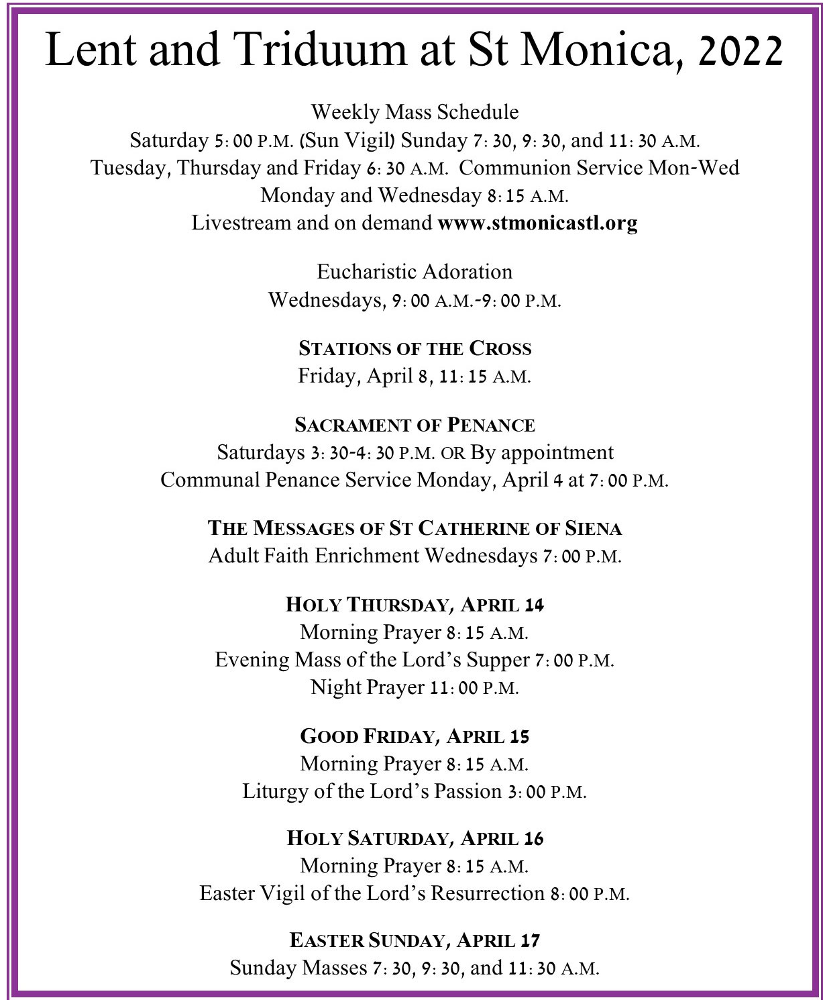 Lent and Triduum at St Monica, 2022
Weekly Mass Schedule
Saturday 5:00 P.M. (Sun Vigil) Sunday 7:30, 9:30, and 11:30 A.M.
Tuesday, Thursday and Friday 6:30 A.M. Communion Service Mon-Wed
Monday and Wednesday 8:15 A.M.
Livestream and on demand www.stmonicastl.org
Eucharistic Adoration
Wednesdays, 9:00 A.M.-9:00 P.M.
STATIONS OF THE CROSS
Friday, April 8, 11:15 A.M.
SACRAMENT OF PENANCE
Saturdays 3:30-4:30 P.M. OR By appointment
Communal Penance Service Monday, April 4 at 7:00 P.M.
THE MESSAGES OF ST CATHERINE OF SIENA
Adult Faith Enrichment Wednesdays 7:00 P.M.
HOLY THURSDAY, APRIL 14
Morning Prayer 8:15 A.M.
Evening Mass of the Lord's Supper 7:00 P.M.
Night Prayer 11:00 P.M.
GOOD FRIDAY, APRIL 15
Morning Prayer 8:15 A.M.
Liturgy of the Lord's Passion 3:00 P.M.
HOLY SATURDAY, APRIL 16
Morning Prayer 8:15 A.M.
Easter Vigil of the Lord's Resurrection 8:00 P.M.
EASTER SUNDAY, APRIL 17
Sunday Masses 7:30, 9:30, and 11:30 A.M.